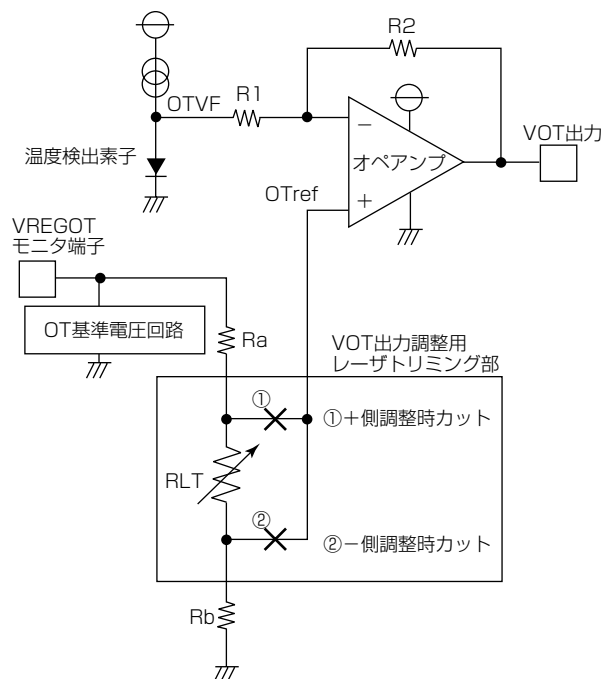 R2
R1
OTVF
VOT出力
温度検出素子
−
オペアンプ
OTref
+
VREGOT
モニタ端子
OT基準電圧回路
Ra
VOT出力調整用
レーザトリミング部
①
①+側調整時カット
RLT
②
②−側調整時カット
Rb